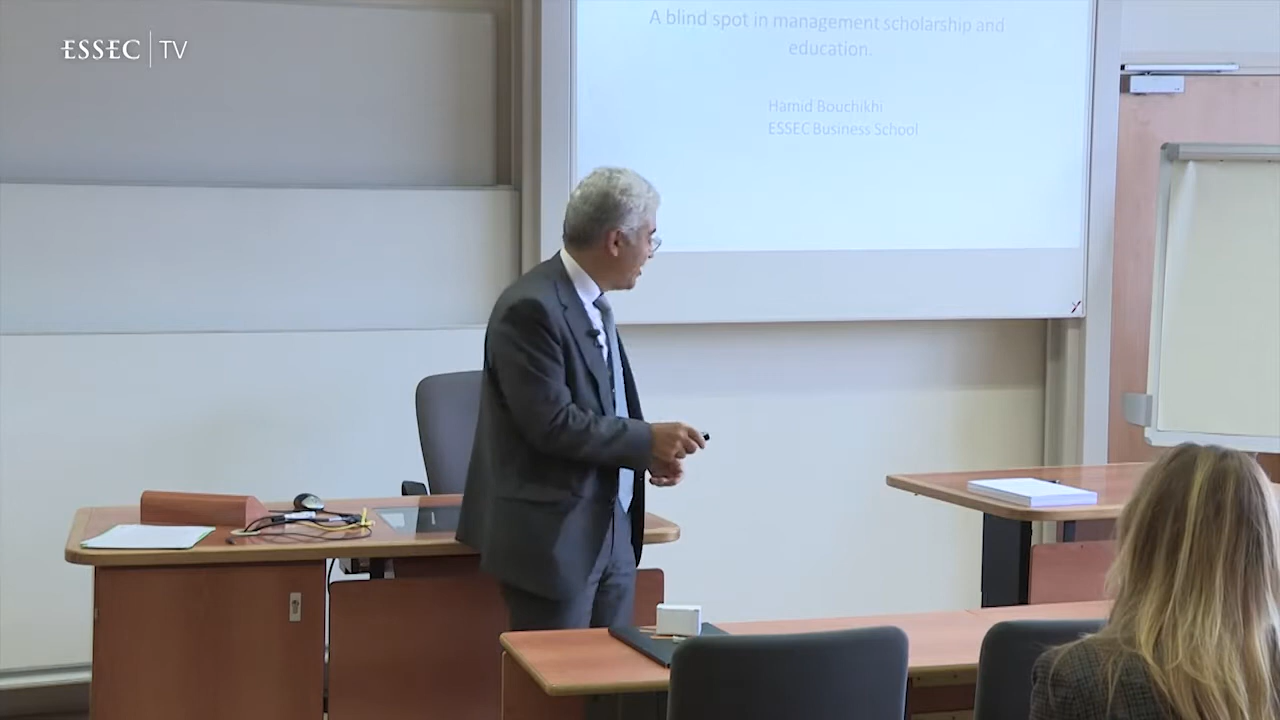 ESSEC TV
A blind spot in management scholarship and
education.
Hamid Bouchikhi
ESSEC Business School